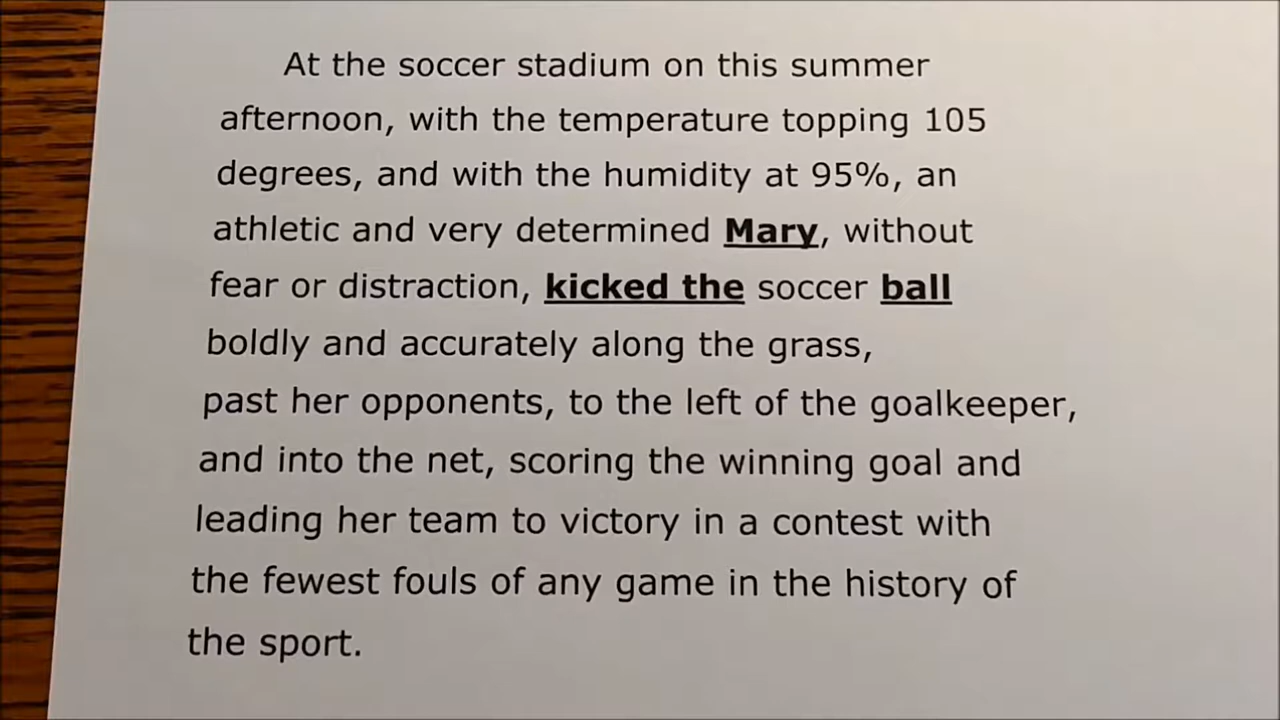 At the soccer stadium on this summer
afternoon, with the temperature topping 105
degrees, and with the humidity at 95%, an
athletic and very determined Mary, without
fear or distraction, kicked the soccer ball
boldly and accurately along the grass,
past her opponents, to the left of the goalkeeper,
and into the net, scoring the winning goal and
leading her team to victory in a contest with
the fewest fouls of any game in the history of
the sport.